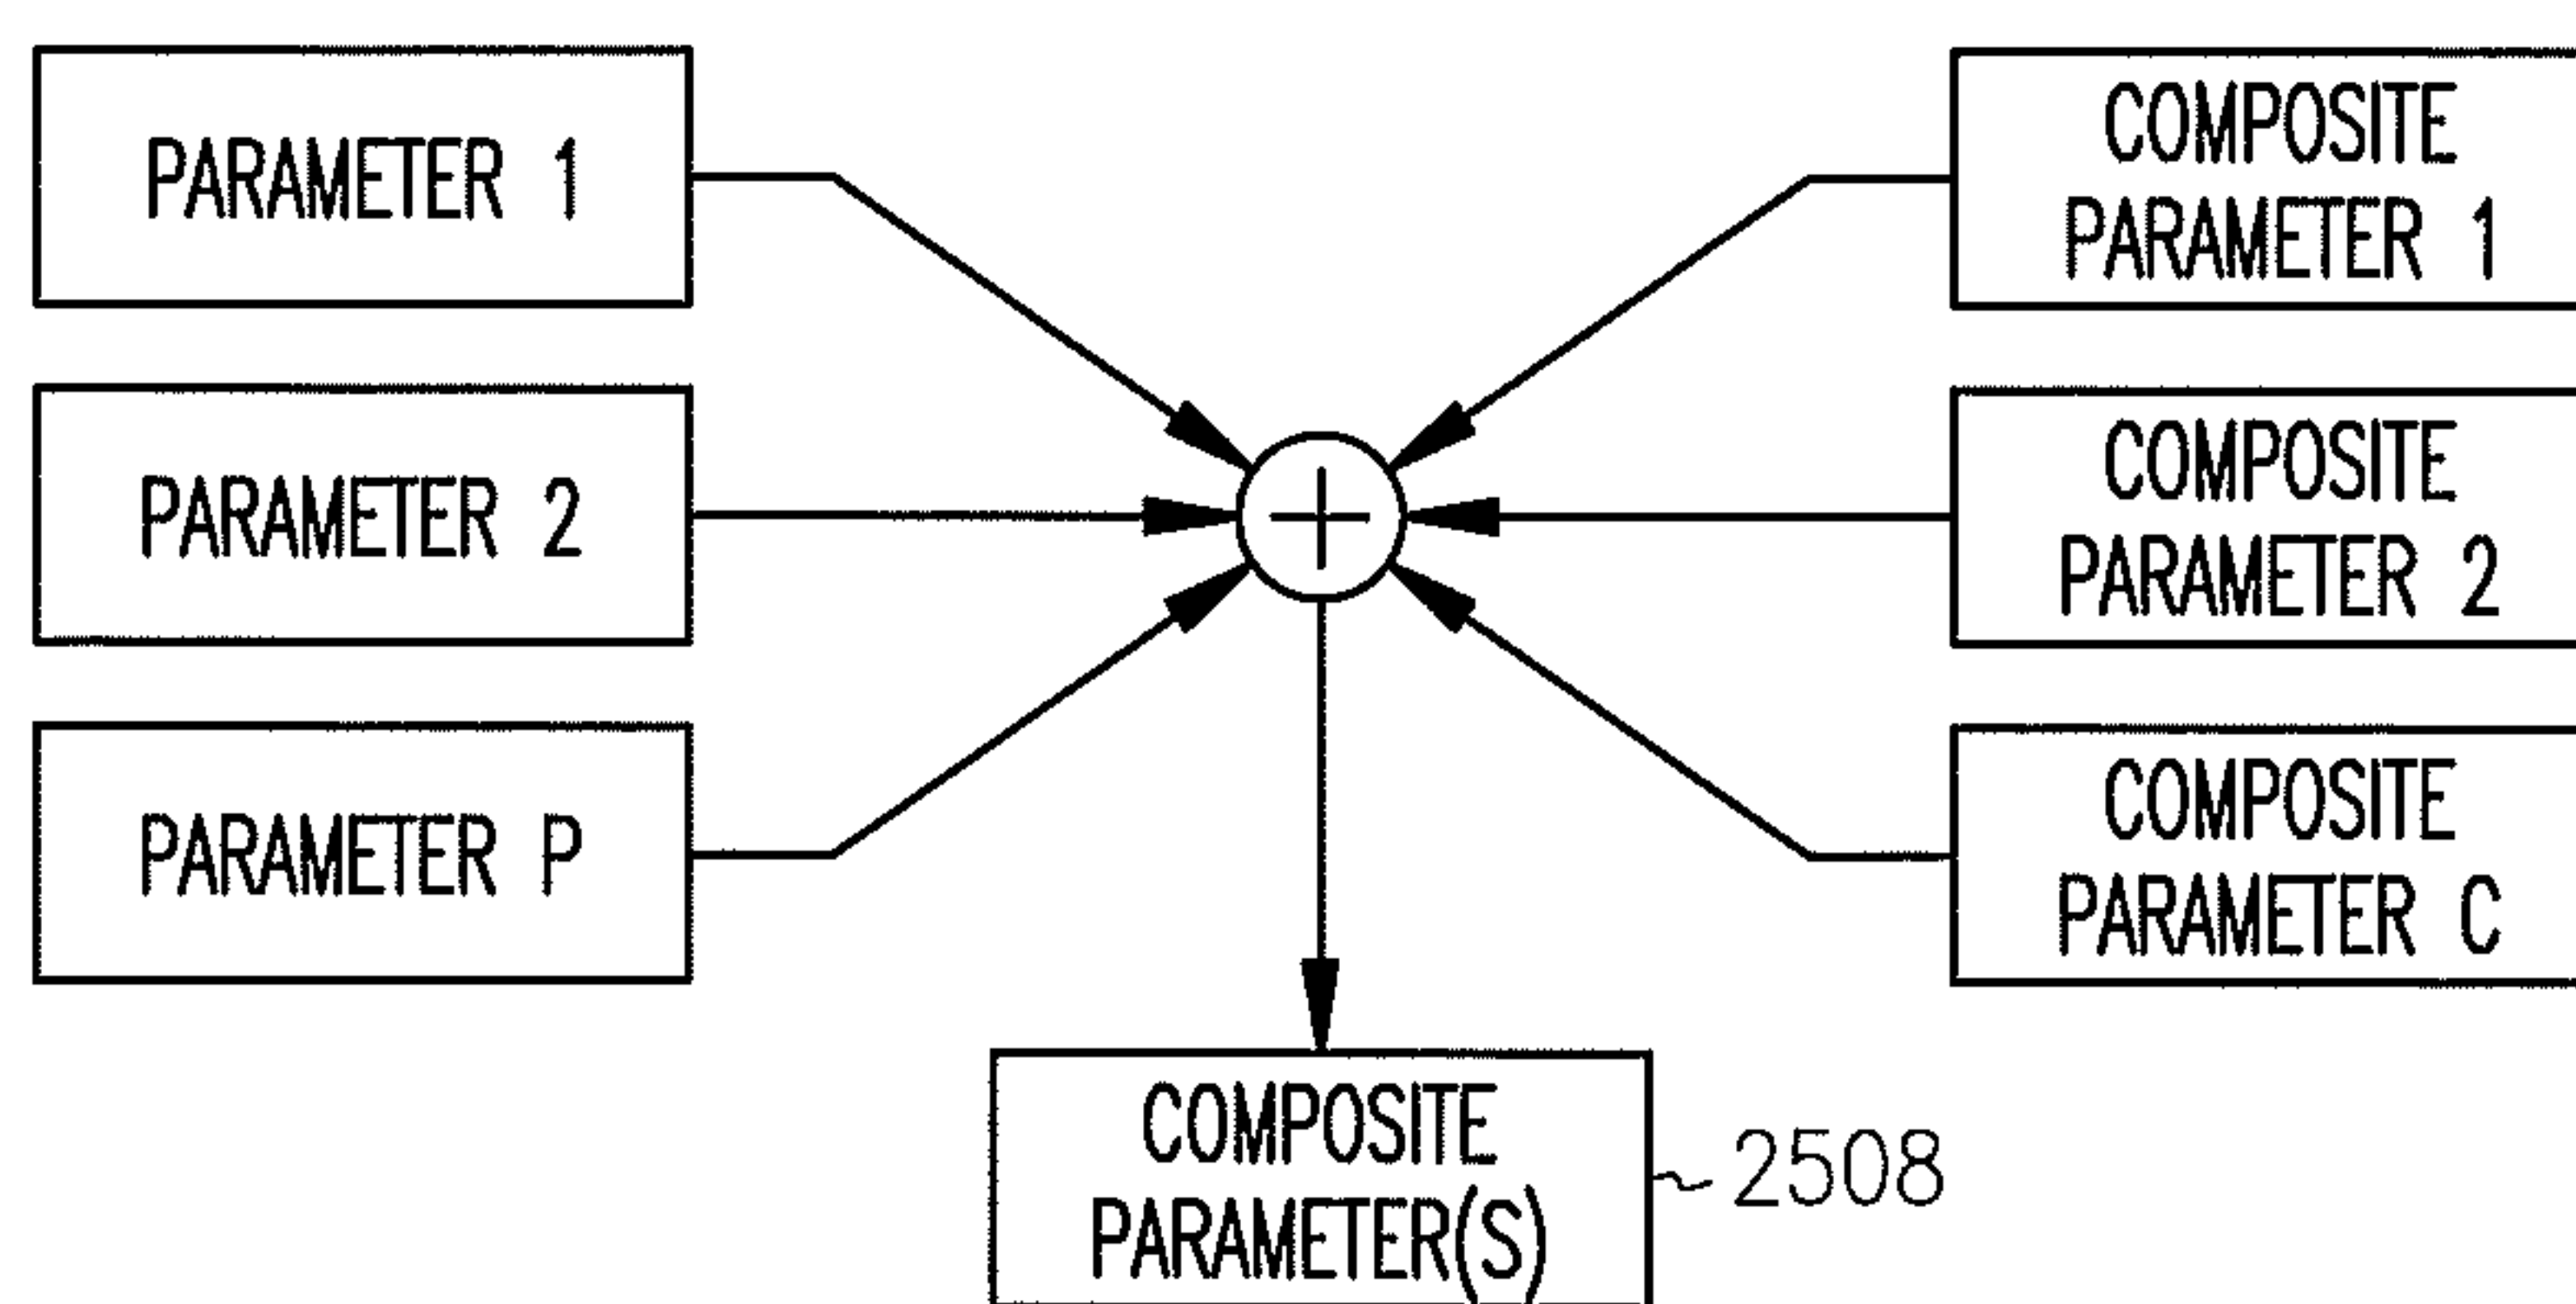 PARAMETER 1
COMPOSITE
PARAMETER 1
PARAMETER 2
COMPOSITE
PARAMETER 2
PARAMETER P
COMPOSITE
PARAMETER C
COMPOSITE
PARAMETER(S)
2508